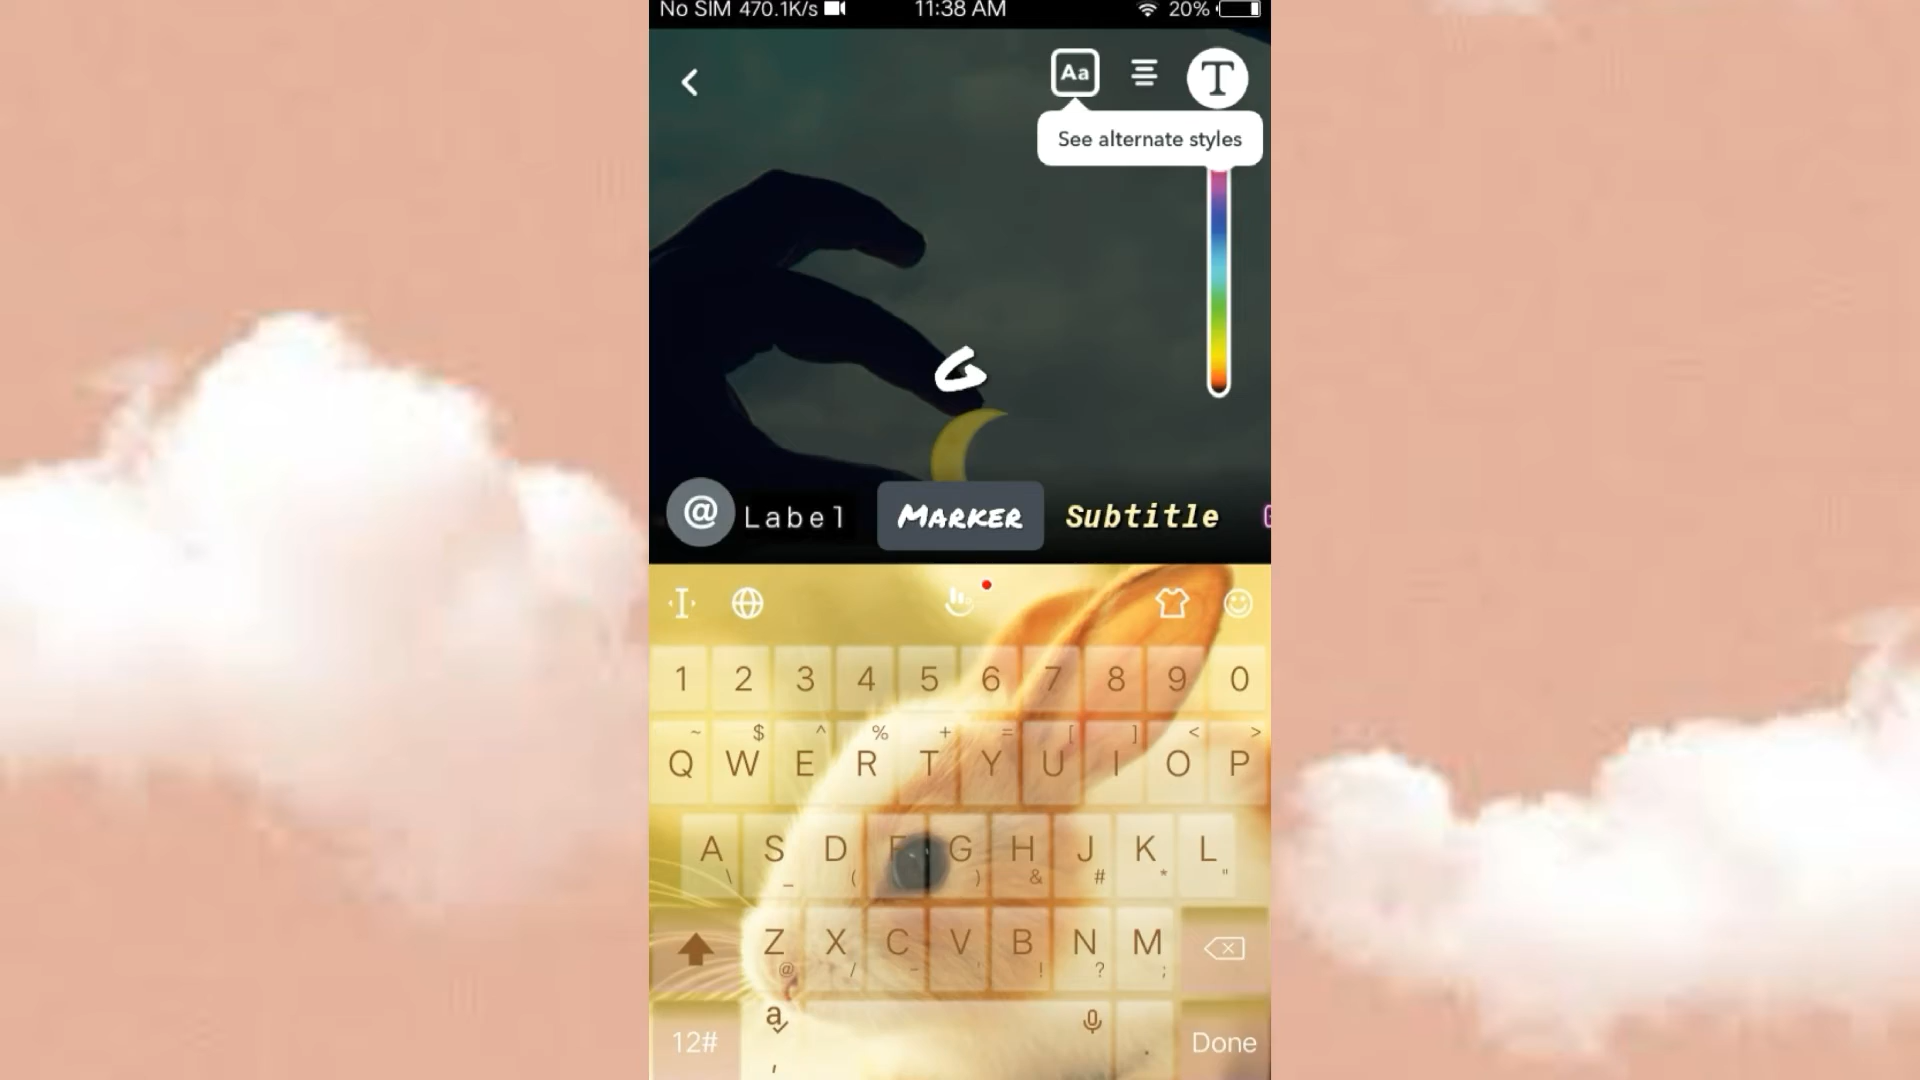 No SIM 470.1K/s 11:38 AM 20%
Aa T
See alternate styles
G
@ Label MARKER Subtitle
1 2 3 4 5 6 7 8 9 0
~ $ ^ % + = [ ] < >
Q W E R T Y U I O P
A S D F G H J K L
\ _ ( ) & # * "
Z X C V B N M
@ / - ' ! ? ;
12# a , . Done